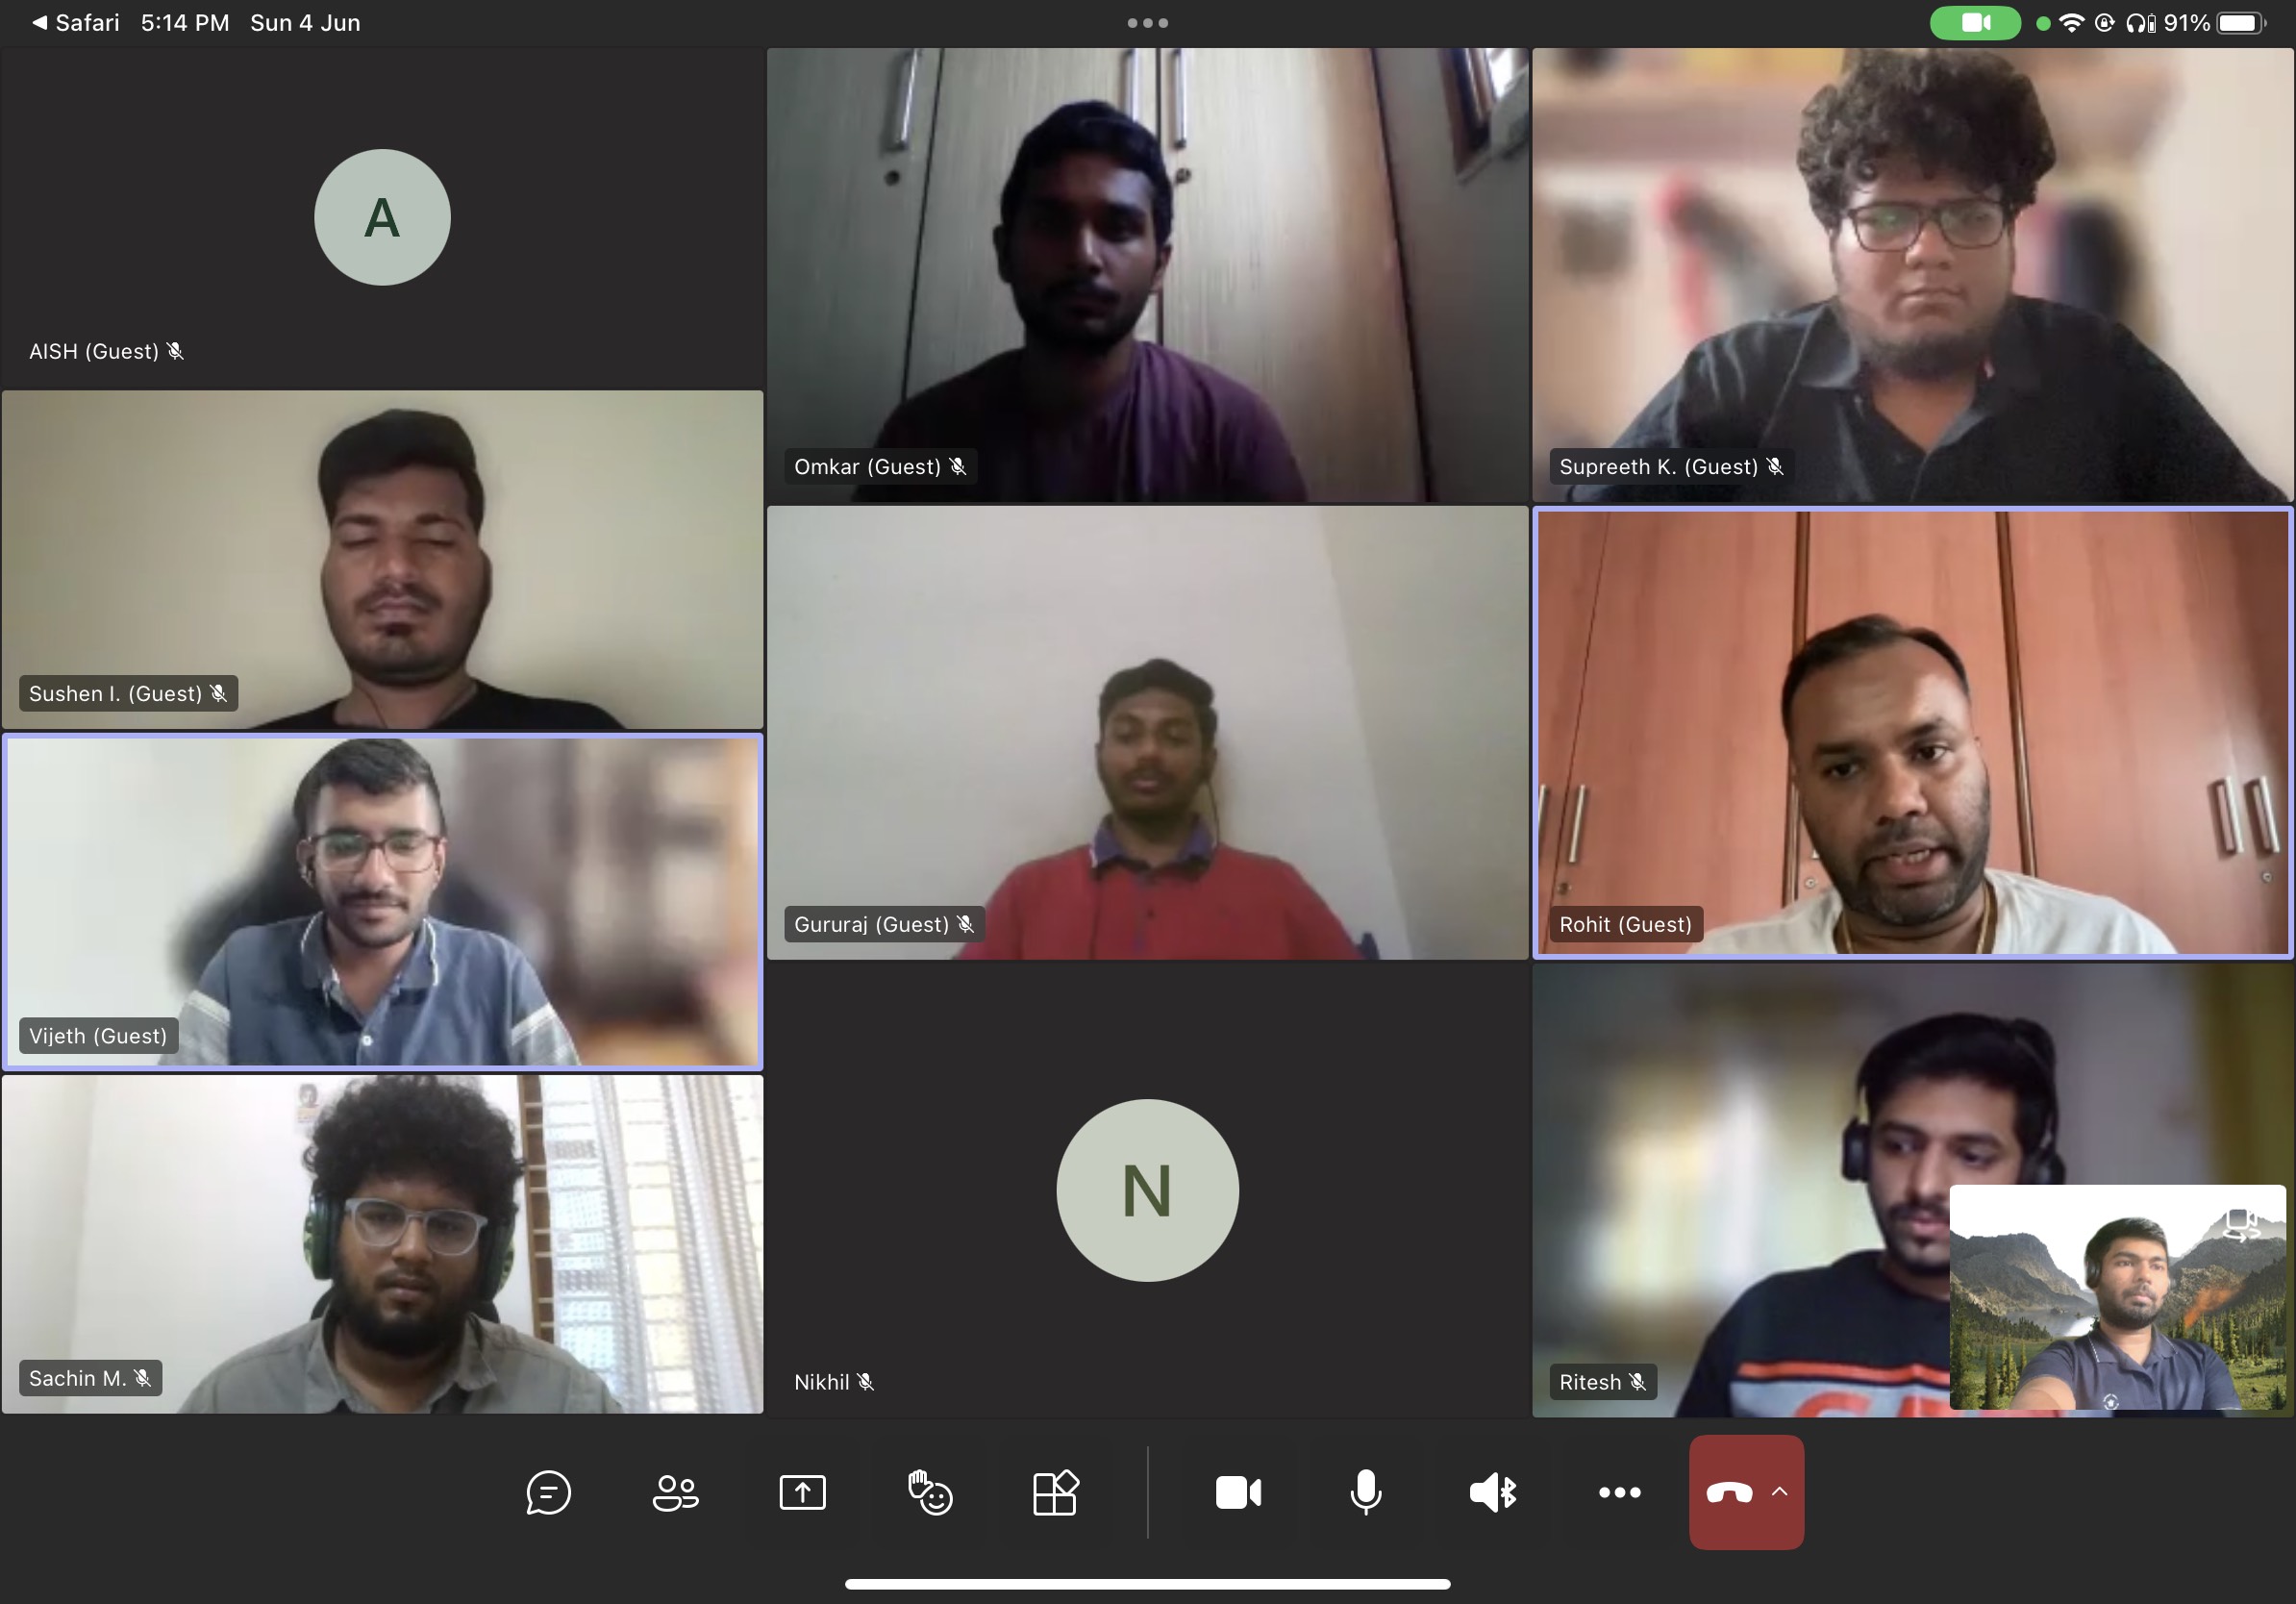 Safari 5:14 PM Sun 4 Jun
91%
A
AISH (Guest)
Omkar (Guest)
Supreeth K. (Guest)
Sushen I. (Guest)
Gururaj (Guest)
Rohit (Guest)
Vijeth (Guest)
Sachin M.
N
Nikhil
Ritesh